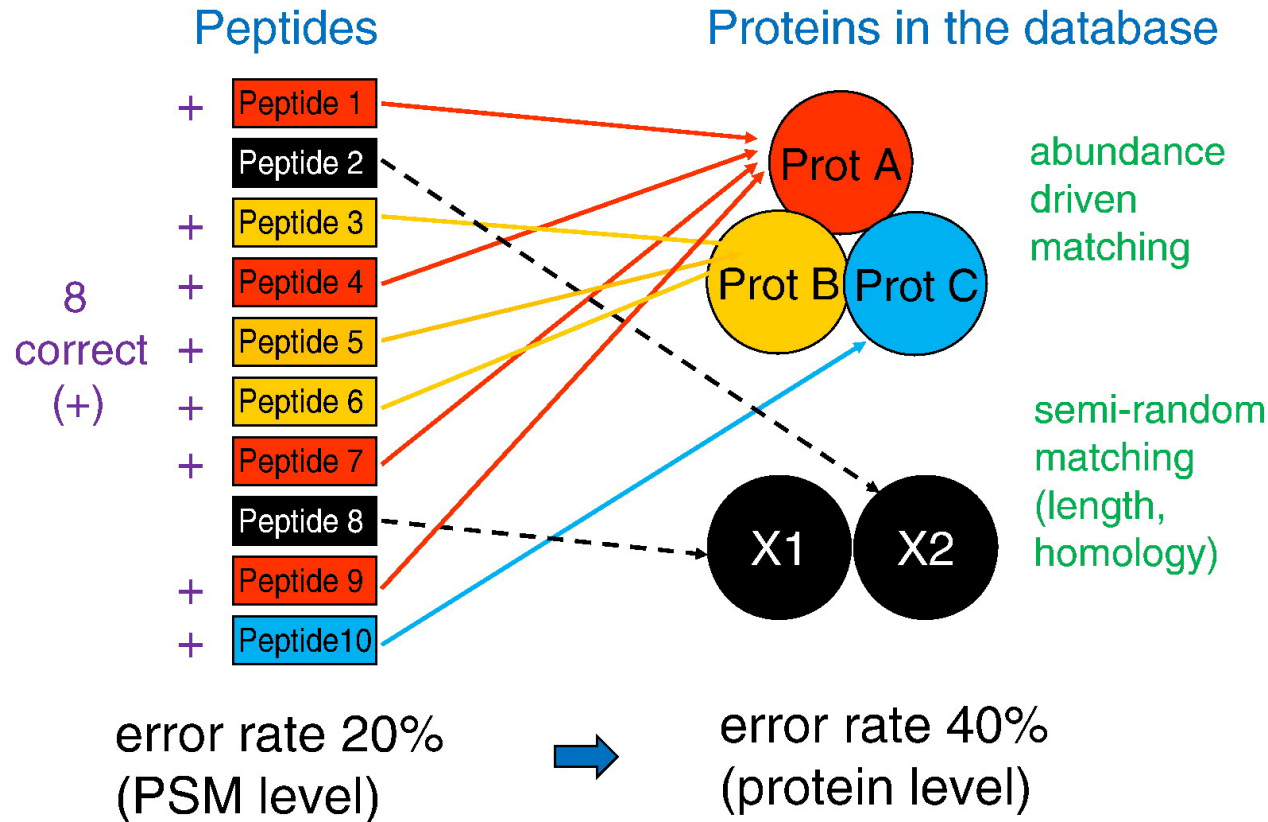 Peptides
Proteins in the database
+ Peptide 1
Peptide 2
+ Peptide 3
+ Peptide 4
+ Peptide 5
+ Peptide 6
+ Peptide 7
Peptide 8
+ Peptide 9
+ Peptide10
8
correct
(+)
Prot A
Prot B
Prot C
X1
X2
abundance
driven
matching
semi-random
matching
(length,
homology)
error rate 20%
(PSM level)
error rate 40%
(protein level)